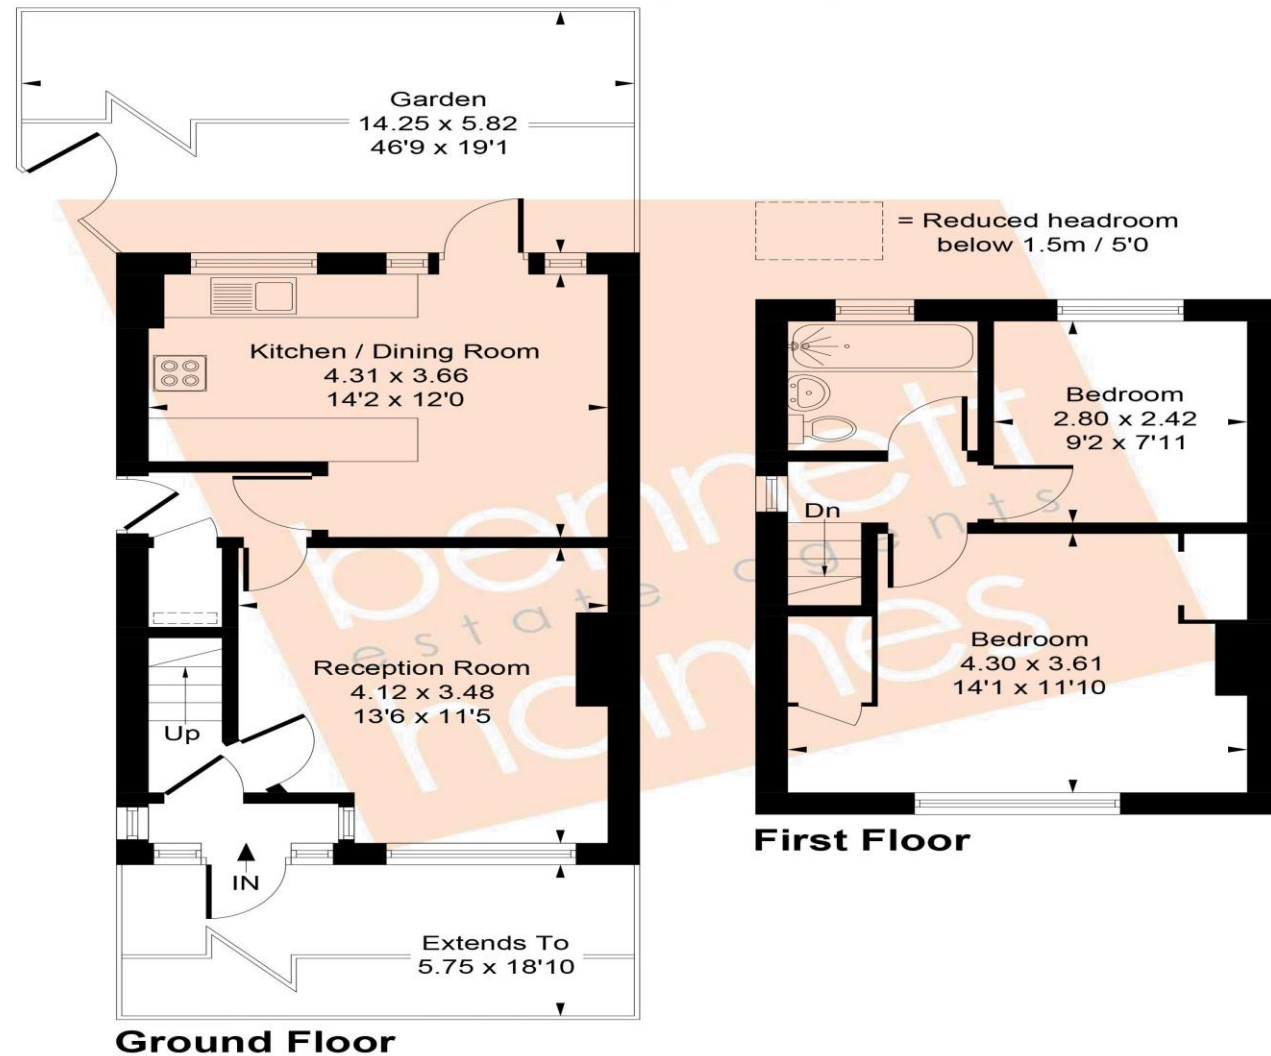 Garden
14.25 x 5.82
46'9 x 19'1
= Reduced headroom
below 1.5m / 5'0
Kitchen / Dining Room
4.31 x 3.66
14'2 x 12'0
Bedroom
2.80 x 2.42
9'2 x 7'11
Dn
Reception Room
4.12 x 3.48
13'6 x 11'5
Up
Bedroom
4.30 x 3.61
14'1 x 11'10
IN
First Floor
Extends To
5.75 x 18'10
Ground Floor
bennett
estate agents
holmes